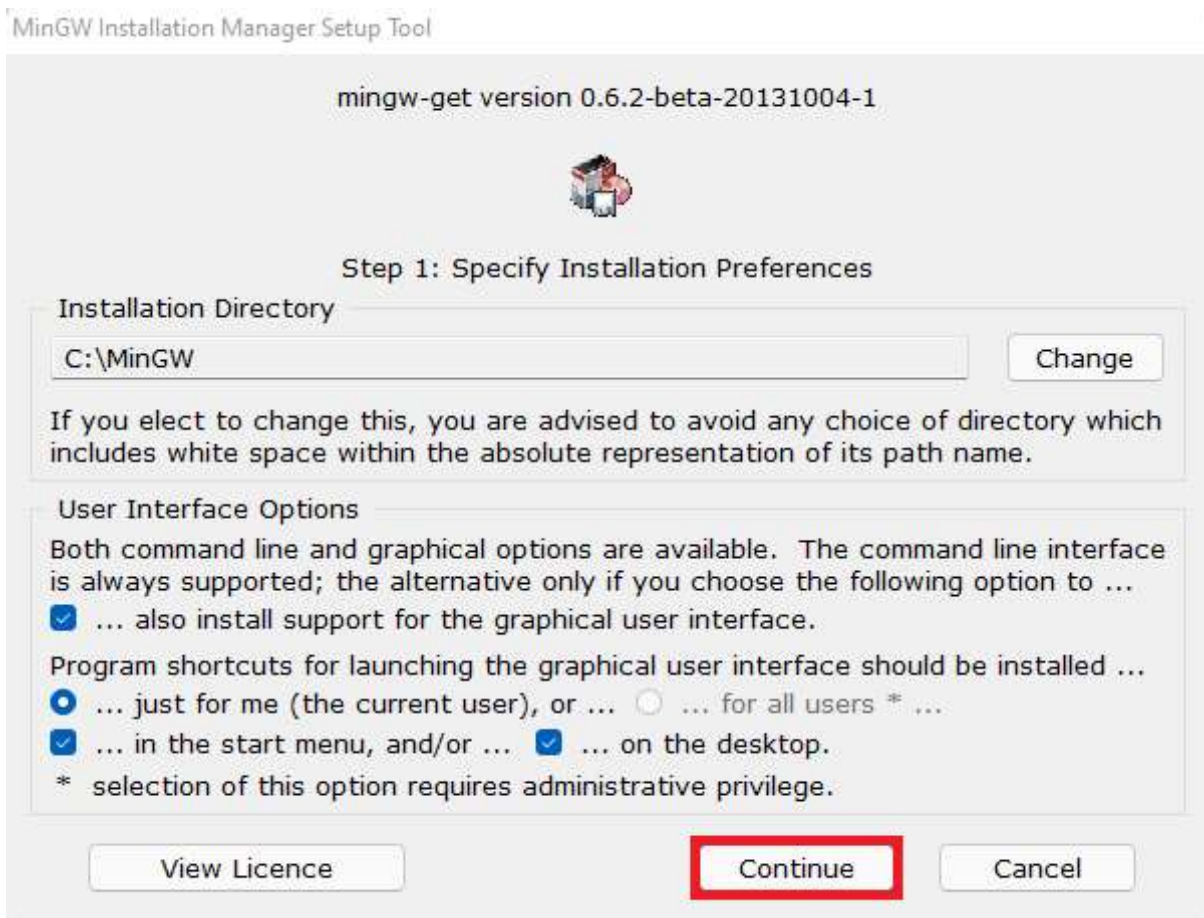 MinGW Installation Manager Setup Tool
mingw-get version 0.6.2-beta-20131004-1
Step 1: Specify Installation Preferences
Installation Directory
C:\MinGW
Change
If you elect to change this, you are advised to avoid any choice of directory which
includes white space within the absolute representation of its path name.
User Interface Options
Both command line and graphical options are available.  The command line interface
is always supported; the alternative only if you choose the following option to ...
... also install support for the graphical user interface.
Program shortcuts for launching the graphical user interface should be installed ...
... just for me (the current user), or ... ... for all users * ...
... in the start menu, and/or ... ... on the desktop.
* selection of this option requires administrative privilege.
View Licence
Continue
Cancel